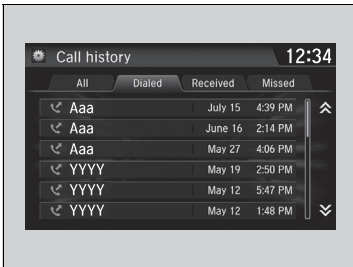 Call history 12:34
All Dialed Received Missed
Aaa July 15 4:39 PM
Aaa June 16 2:14 PM
Aaa May 27 4:06 PM
YYYY May 19 2:50 PM
YYYY May 12 5:47 PM
YYYY May 12 1:48 PM